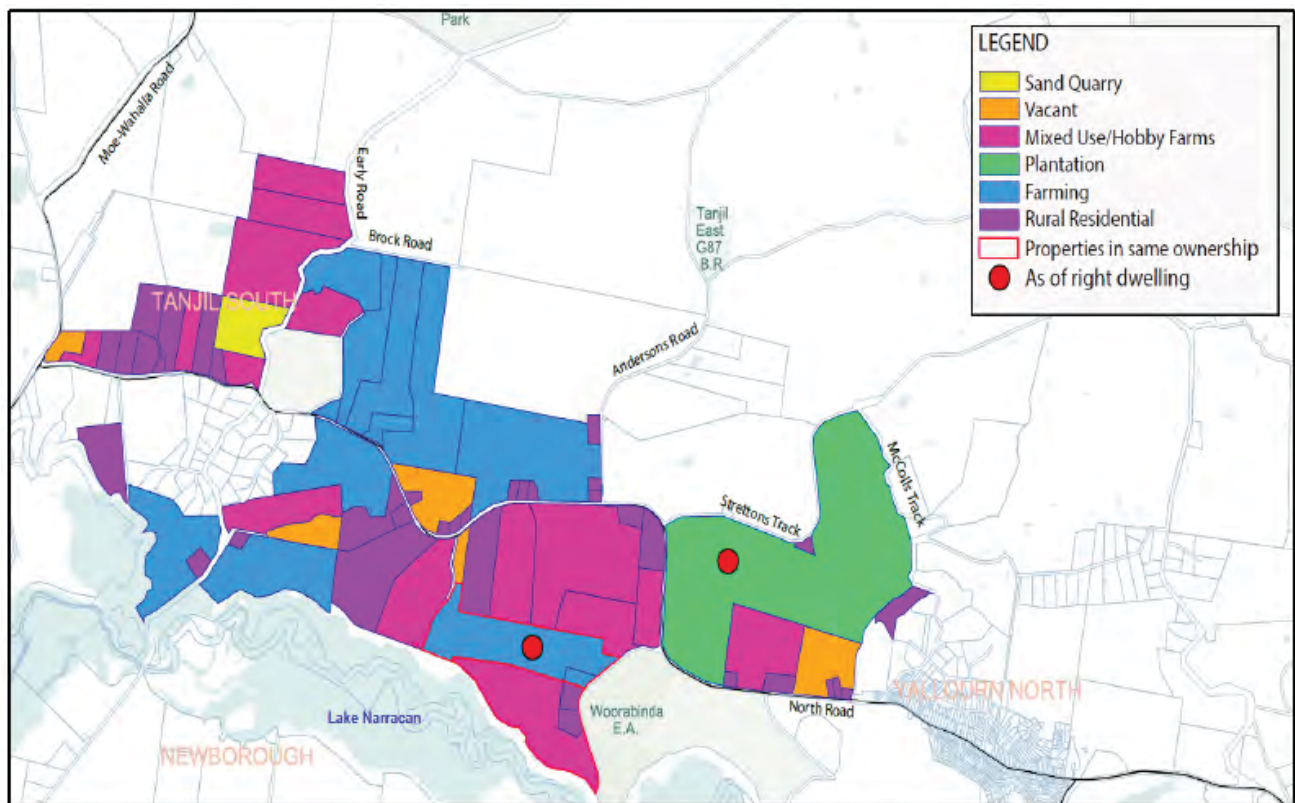 Park
LEGEND
Sand Quarry
Vacant
Mixed Use/Hobby Farms
Plantation
Farming
Rural Residential
Properties in same ownership
As of right dwelling
Moe-Walhalla Road
Early Road
Brock Road
Tanjil
East
G87
B.R.
TANJIL SOUTH
Andersons Road
McColls Track
Strettons Track
Lake Narracan
Woorabinda
E.A.
North Road
YALLOURN NORTH
NEWBOROUGH